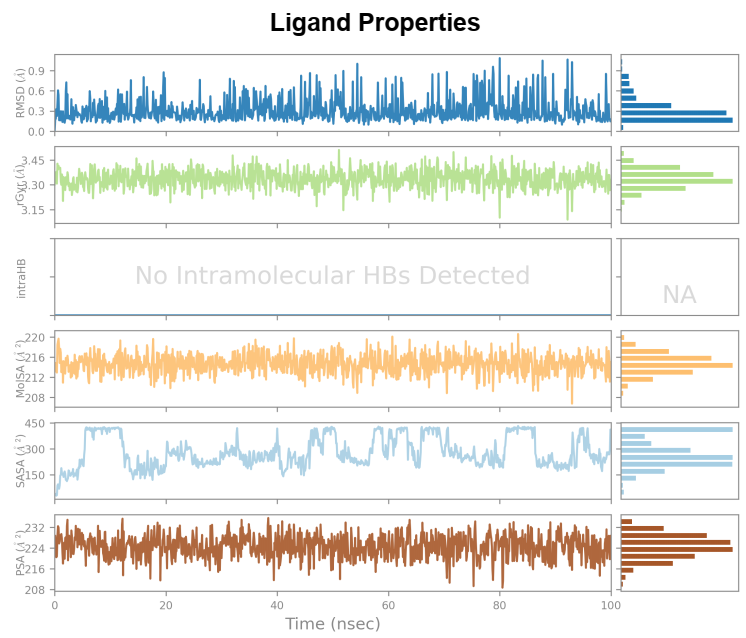 Ligand Properties
RMSD (Å)
0.9
0.6
0.3
0.0
rGyr (Å)
3.45
3.30
3.15
intraHB
No Intramolecular HBs Detected
NA
MolSA (Å²)
220
216
212
208
SASA (Å²)
450
300
150
PSA (Å²)
232
224
216
208
0 20 40 60 80 100
Time (nsec)